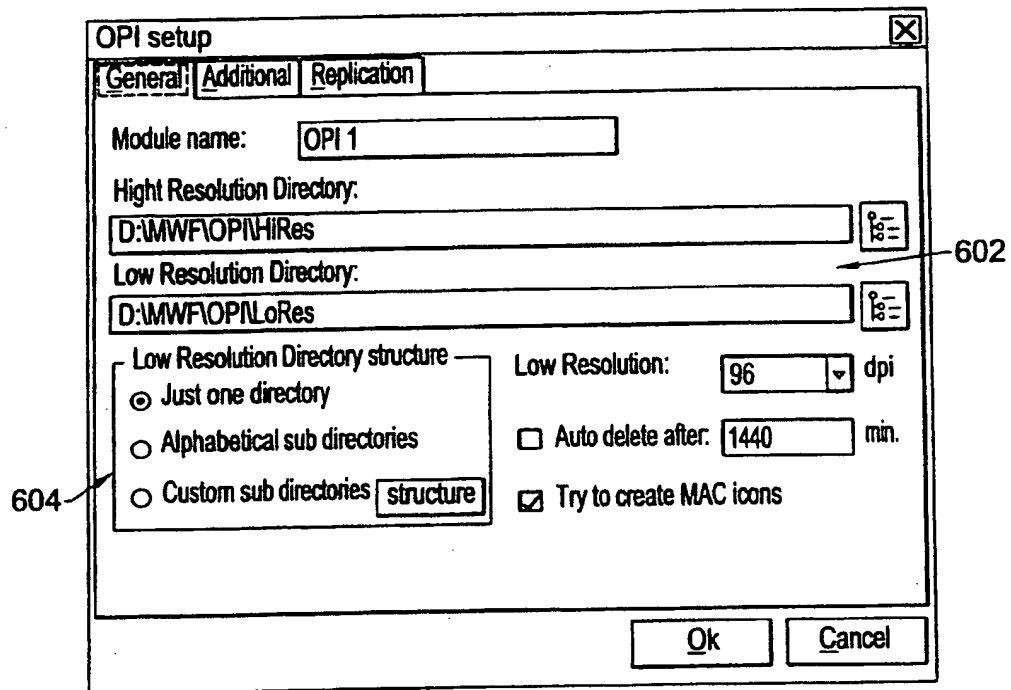 OPI setup
General Additional Replication
Module name: OPI 1
Hight Resolution Directory:
D:\MWF\OPI\HiRes
602
Low Resolution Directory:
D:\MWF\OPI\LoRes
Low Resolution Directory structure
Low Resolution: 96 dpi
Just one directory
Alphabetical sub directories
Auto delete after: 1440 min.
604
Custom sub directories structure
Try to create MAC icons
Ok Cancel